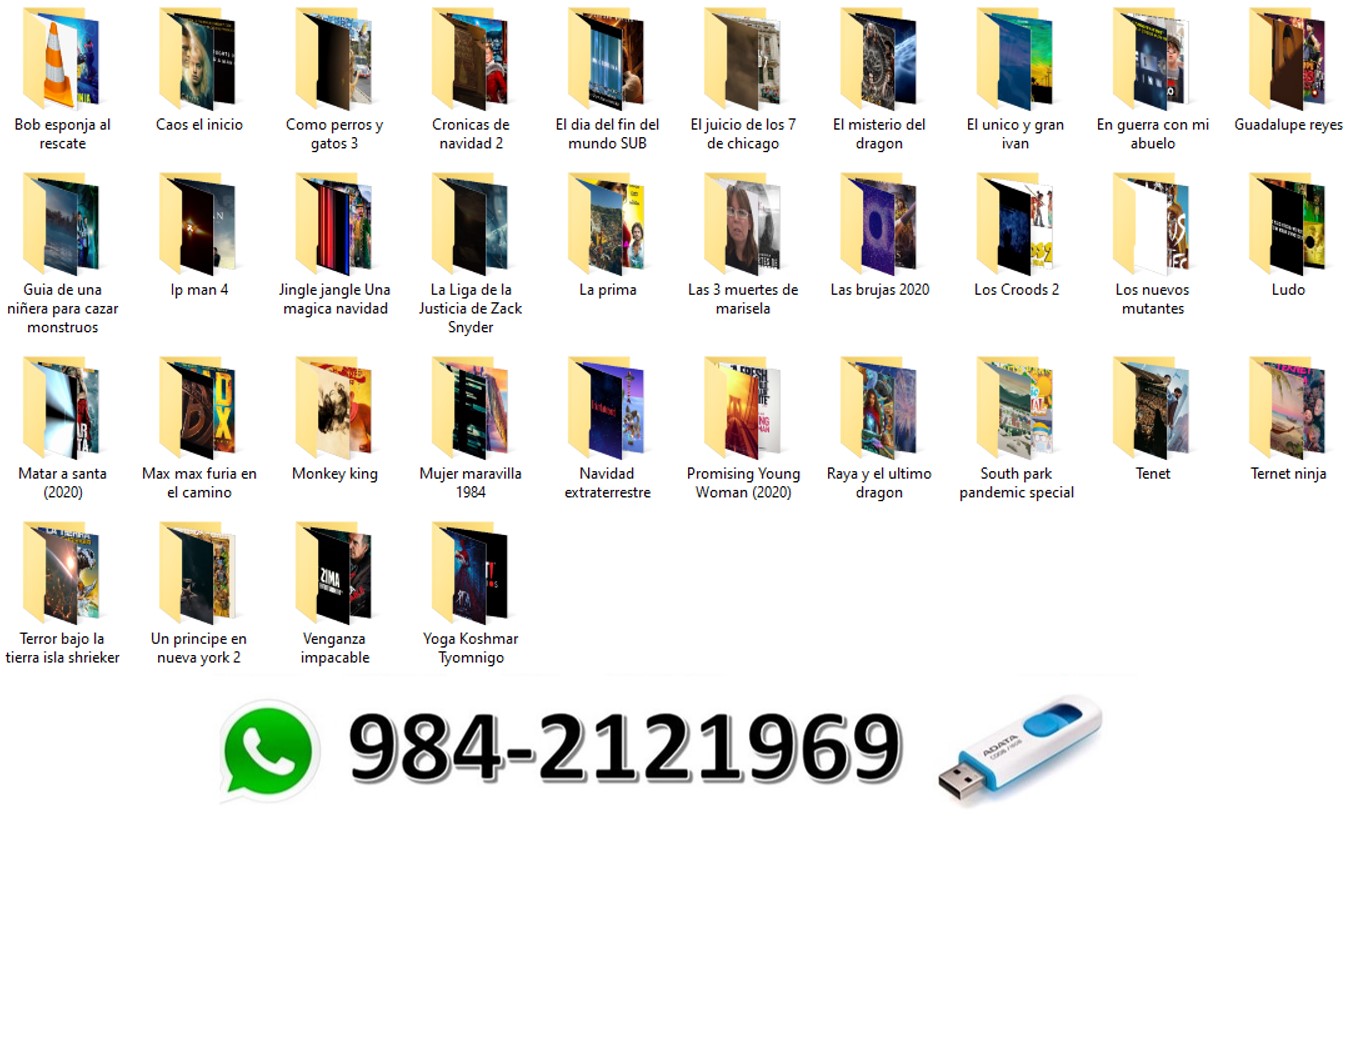 Bob esponja al
rescate
Caos el inicio
Como perros y
gatos 3
Cronicas de
navidad 2
El dia del fin del
mundo SUB
El juicio de los 7
de chicago
El misterio del
dragon
El unico y gran
ivan
En guerra con mi
abuelo
Guadalupe reyes
Guia de una
niñera para cazar
monstruos
Ip man 4
Jingle jangle Una
magica navidad
La Liga de la
Justicia de Zack
Snyder
La prima
Las 3 muertes de
marisela
Las brujas 2020
Los Croods 2
Los nuevos
mutantes
Ludo
Matar a santa
(2020)
Max max furia en
el camino
Monkey king
Mujer maravilla
1984
Navidad
extraterrestre
Promising Young
Woman (2020)
Raya y el ultimo
dragon
South park
pandemic special
Tenet
Ternet ninja
Terror bajo la
tierra isla shrieker
Un principe en
nueva york 2
Venganza
impacable
Yoga Koshmar
Tyomnigo
984-2121969
ADATA